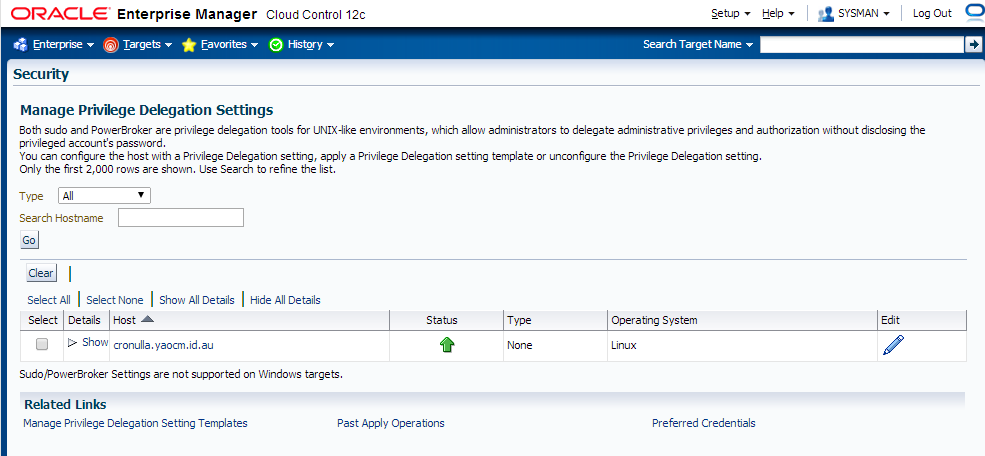 ORACLE Enterprise Manager Cloud Control 12c Setup Help SYSMAN Log Out
Enterprise Targets Favorites History Search Target Name
Security
Manage Privilege Delegation Settings
Both sudo and PowerBroker are privilege delegation tools for UNIX-like environments, which allow administrators to delegate administrative privileges and authorization without disclosing the
privileged account's password.
You can configure the host with a Privilege Delegation setting, apply a Privilege Delegation setting template or unconfigure the Privilege Delegation setting.
Only the first 2,000 rows are shown. Use Search to refine the list.
Type All
Search Hostname
Go
Clear
Select All Select None Show All Details Hide All Details
Select Details Host Status Type Operating System Edit
Show cronulla.yaocm.id.au None Linux
Sudo/PowerBroker Settings are not supported on Windows targets.
Related Links
Manage Privilege Delegation Setting Templates Past Apply Operations Preferred Credentials